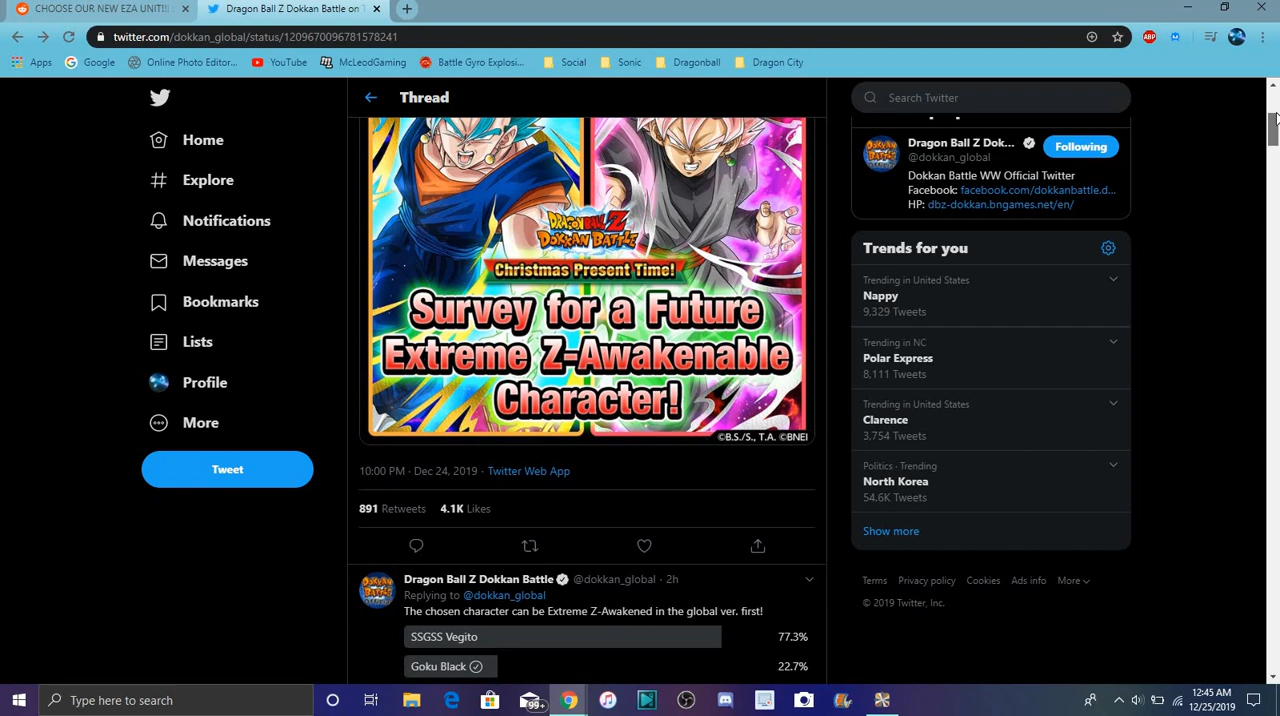 CHOOSE OUR NEW EZA UNIT!!
Dragon Ball Z Dokkan Battle on T
twitter.com/dokkan_global/status/1209670096781578241
Apps
Google
Online Photo Editor...
YouTube
McLeodGaming
Battle Gyro Explosi...
Social
Sonic
Dragonball
Dragon City
Home
Explore
Notifications
Messages
Bookmarks
Lists
Profile
More
Tweet
Thread
DRAGON BALL Z
DOKKAN BATTLE
Christmas Present Time!
Survey for a Future
Extreme Z-Awakenable
Character!
©B.S./S., T.A. ©BNEI
10:00 PM · Dec 24, 2019 · Twitter Web App
891 Retweets 4.1K Likes
Dragon Ball Z Dokkan Battle @dokkan_global · 2h
Replying to @dokkan_global
The chosen character can be Extreme Z-Awakened in the global ver. first!
SSGSS Vegito 77.3%
Goku Black 22.7%
Search Twitter
DOKKAN BATTLE
Dragon Ball Z Dok...
@dokkan_global
Following
Dokkan Battle WW Official Twitter
Facebook: facebook.com/dokkanbattle.d...
HP: dbz-dokkan.bngames.net/en/
Trends for you
Trending in United States
Nappy
9,329 Tweets
Trending in NC
Polar Express
8,111 Tweets
Trending in United States
Clarence
3,754 Tweets
Politics · Trending
North Korea
54.6K Tweets
Show more
Terms Privacy policy Cookies Ads info More
© 2019 Twitter, Inc.
Type here to search
99+
12:45 AM
12/25/2019